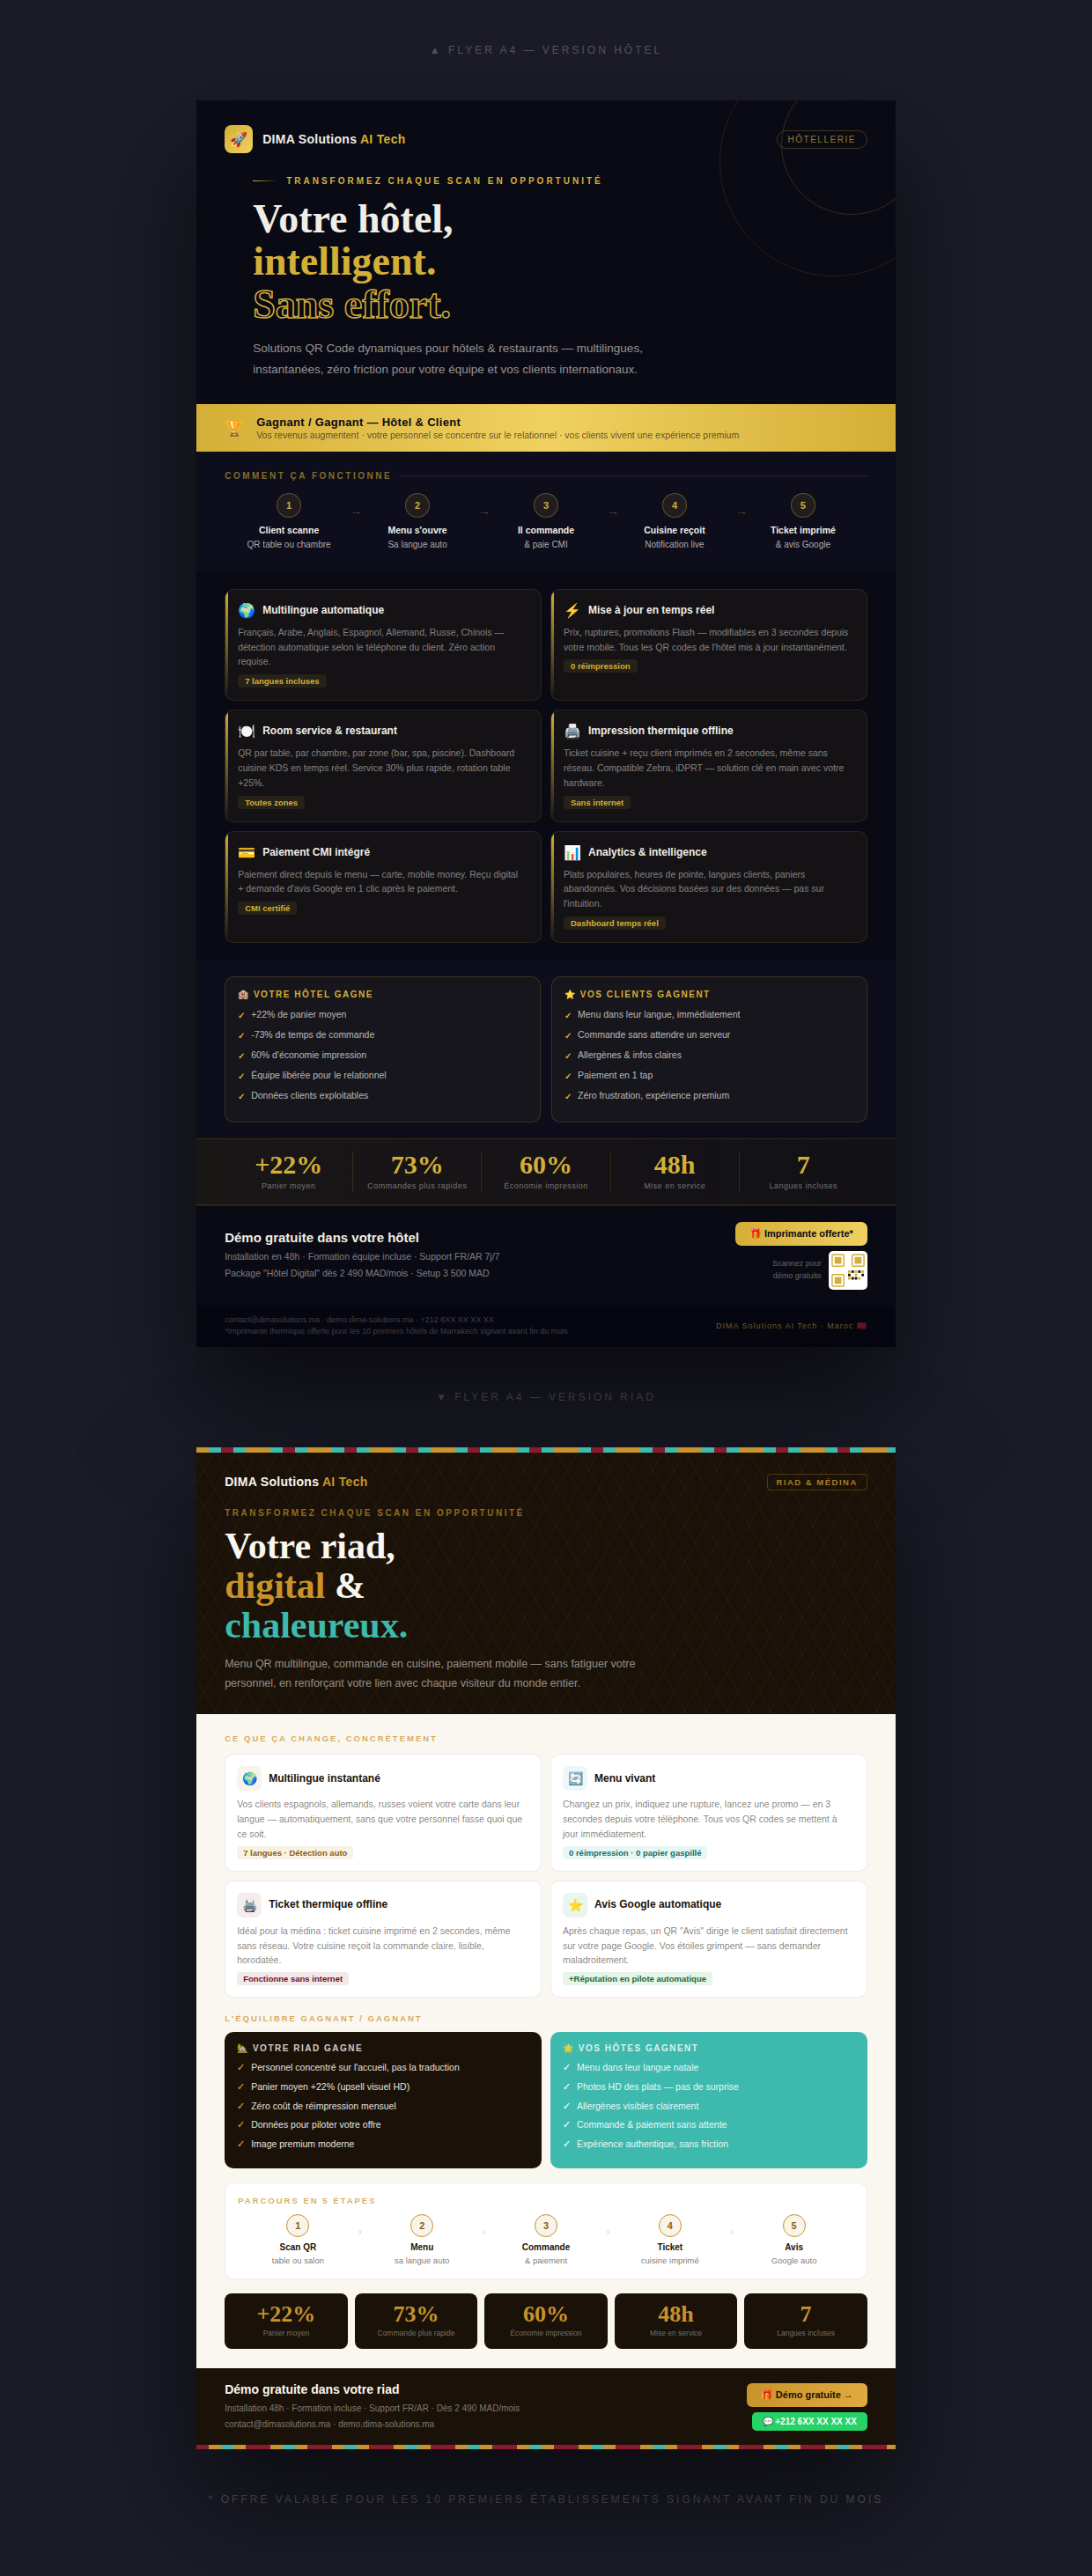 ▲ FLYER A4 — VERSION HÔTEL
🚀 DIMA Solutions AI Tech
HÔTELLERIE
TRANSFORMEZ CHAQUE SCAN EN OPPORTUNITÉ
Votre hôtel,
intelligent.
Sans effort.
Solutions QR Code dynamiques pour hôtels & restaurants — multilingues,
instantanées, zéro friction pour votre équipe et vos clients internationaux.
🏆 Gagnant / Gagnant — Hôtel & Client
Vos revenus augmentent · votre personnel se concentre sur le relationnel · vos clients vivent une expérience premium
COMMENT ÇA FONCTIONNE
1 → 2 → 3 → 4 → 5
Client scanne Menu s'ouvre Il commande Cuisine reçoit Ticket imprimé
QR table ou chambre Sa langue auto & paie CMI Notification live & avis Google
🌍 Multilingue automatique
Français, Arabe, Anglais, Espagnol, Allemand, Russe, Chinois —
détection automatique selon le téléphone du client. Zéro action
requise.
7 langues incluses
⚡ Mise à jour en temps réel
Prix, ruptures, promotions Flash — modifiables en 3 secondes depuis
votre mobile. Tous les QR codes de l'hôtel mis à jour instantanément.
0 réimpression
🍽️ Room service & restaurant
QR par table, par chambre, par zone (bar, spa, piscine). Dashboard
cuisine KDS en temps réel. Service 30% plus rapide, rotation table
+25%.
Toutes zones
🖨️ Impression thermique offline
Ticket cuisine + reçu client imprimés en 2 secondes, même sans
réseau. Compatible Zebra, iDPRT — solution clé en main avec votre
hardware.
Sans internet
💳 Paiement CMI intégré
Paiement direct depuis le menu — carte, mobile money. Reçu digital
+ demande d'avis Google en 1 clic après le paiement.
CMI certifié
📊 Analytics & intelligence
Plats populaires, heures de pointe, langues clients, paniers
abandonnés. Vos décisions basées sur des données — pas sur
l'intuition.
Dashboard temps réel
🏨 VOTRE HÔTEL GAGNE
✓ +22% de panier moyen
✓ -73% de temps de commande
✓ 60% d'économie impression
✓ Équipe libérée pour le relationnel
✓ Données clients exploitables
⭐ VOS CLIENTS GAGNENT
✓ Menu dans leur langue, immédiatement
✓ Commande sans attendre un serveur
✓ Allergènes & infos claires
✓ Paiement en 1 tap
✓ Zéro frustration, expérience premium
+22% 73% 60% 48h 7
Panier moyen Commandes plus rapides Économie impression Mise en service Langues incluses
Démo gratuite dans votre hôtel
Installation en 48h · Formation équipe incluse · Support FR/AR 7j/7
Package "Hôtel Digital" dès 2 490 MAD/mois · Setup 3 500 MAD
🎁 Imprimante offerte*
Scannez pour
démo gratuite
contact@dimasolutions.ma · demo.dima-solutions.ma · +212 6XX XX XX XX
*Imprimante thermique offerte pour les 10 premiers hôtels de Marrakech signant avant fin du mois
DIMA Solutions AI Tech · Maroc 🇲🇦
▼ FLYER A4 — VERSION RIAD
DIMA Solutions AI Tech
RIAD & MÉDINA
TRANSFORMEZ CHAQUE SCAN EN OPPORTUNITÉ
Votre riad,
digital &
chaleureux.
Menu QR multilingue, commande en cuisine, paiement mobile — sans fatiguer votre
personnel, en renforçant votre lien avec chaque visiteur du monde entier.
CE QUE ÇA CHANGE, CONCRÈTEMENT
🌍 Multilingue instantané
Vos clients espagnols, allemands, russes voient votre carte dans leur
langue — automatiquement, sans que votre personnel fasse quoi que
ce soit.
7 langues · Détection auto
🔄 Menu vivant
Changez un prix, indiquez une rupture, lancez une promo — en 3
secondes depuis votre téléphone. Tous vos QR codes se mettent à
jour immédiatement.
0 réimpression · 0 papier gaspillé
🖨️ Ticket thermique offline
Idéal pour la médina : ticket cuisine imprimé en 2 secondes, même
sans réseau. Votre cuisine reçoit la commande claire, lisible,
horodatée.
Fonctionne sans internet
⭐ Avis Google automatique
Après chaque repas, un QR "Avis" dirige le client satisfait directement
sur votre page Google. Vos étoiles grimpent — sans demander
maladroitement.
+Réputation en pilote automatique
L'ÉQUILIBRE GAGNANT / GAGNANT
🏡 VOTRE RIAD GAGNE
✓ Personnel concentré sur l'accueil, pas la traduction
✓ Panier moyen +22% (upsell visuel HD)
✓ Zéro coût de réimpression mensuel
✓ Données pour piloter votre offre
✓ Image premium moderne
🌟 VOS HÔTES GAGNENT
✓ Menu dans leur langue natale
✓ Photos HD des plats — pas de surprise
✓ Allergènes visibles clairement
✓ Commande & paiement sans attente
✓ Expérience authentique, sans friction
PARCOURS EN 5 ÉTAPES
1 › 2 › 3 › 4 › 5
Scan QR Menu Commande Ticket Avis
table ou salon sa langue auto & paiement cuisine imprimé Google auto
+22% 73% 60% 48h 7
Panier moyen Commande plus rapide Économie impression Mise en service Langues incluses
Démo gratuite dans votre riad
Installation 48h · Formation incluse · Support FR/AR · Dès 2 490 MAD/mois
contact@dimasolutions.ma · demo.dima-solutions.ma
🎁 Démo gratuite →
💬 +212 6XX XX XX XX
* OFFRE VALABLE POUR LES 10 PREMIERS ÉTABLISSEMENTS SIGNANT AVANT FIN DU MOIS